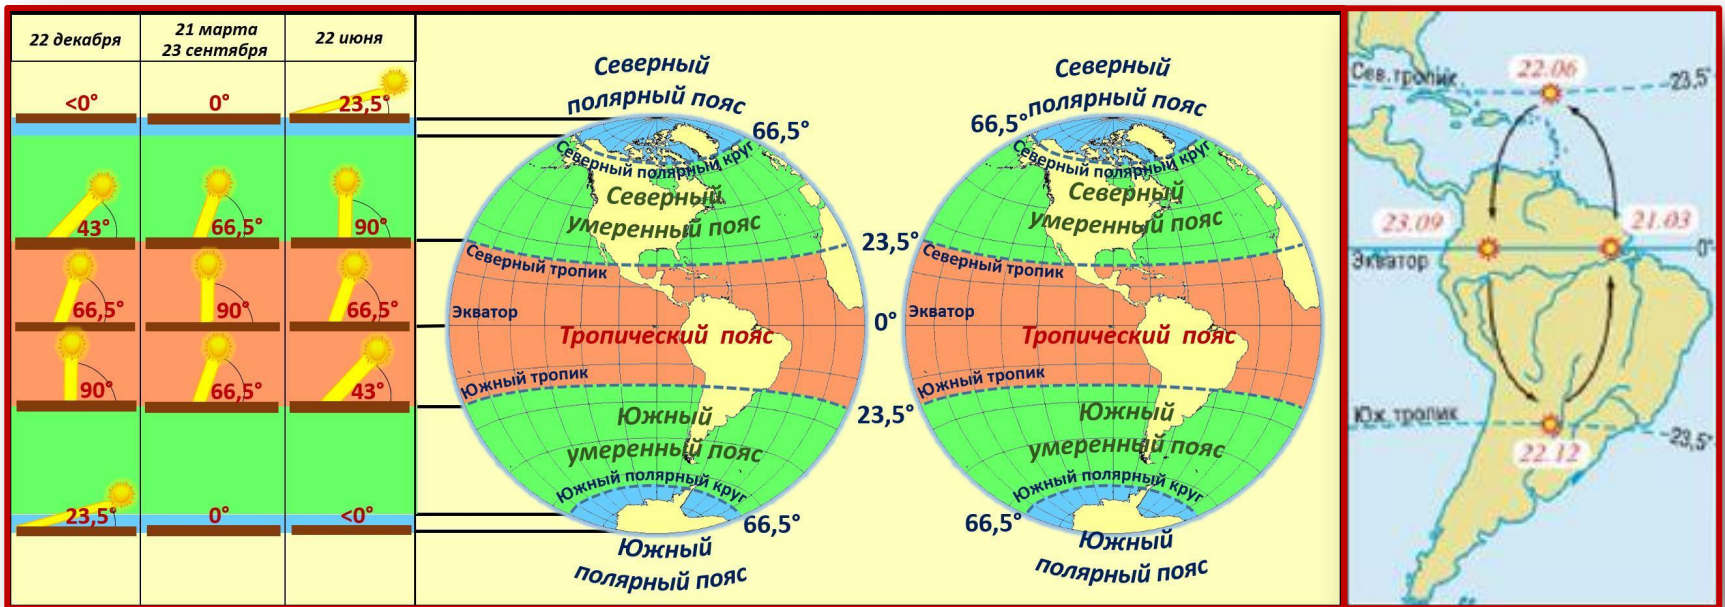 22 декабря
21 марта
23 сентября
22 июня
<0°
0°
23,5°
43°
66,5°
90°
66,5°
90°
66,5°
90°
66,5°
43°
23,5°
0°
<0°
Северный
полярный пояс
66,5°
Северный полярный круг
Северный
умеренный пояс
23,5°
Северный тропик
Экватор
0°
Тропический пояс
Южный тропик
23,5°
Южный
умеренный пояс
Южный полярный круг
66,5°
Южный
полярный пояс
Северный
полярный пояс
66,5°
Северный полярный круг
Северный
умеренный пояс
Северный тропик
Экватор
Тропический пояс
Южный тропик
Южный
умеренный пояс
Южный полярный круг
66,5°
Южный
полярный пояс
Сев. тропик
22.06
23,5°
23.09
21.03
Экватор
0°
Юж. тропик
22.12
23,5°